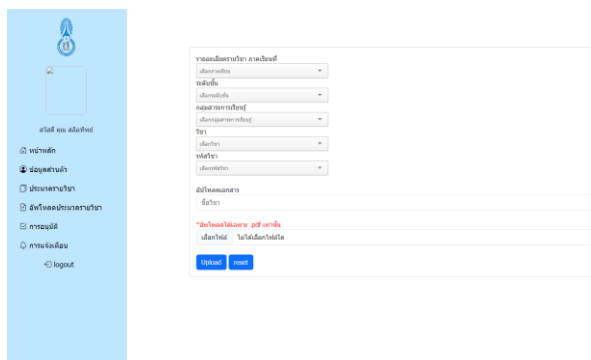 สวัสดี คุณ สลิลทิพย์
หน้าหลัก
ข้อมูลส่วนตัว
ประมวลรายวิชา
อัพโหลดประมวลรายวิชา
การอนุมัติ
การแจ้งเตือน
logout
รายละเอียดรายวิชา ภาคเรียนที่
เลือกภาคเรียน
ระดับชั้น
เลือกระดับชั้น
กลุ่มสาระการเรียนรู้
เลือกกลุ่มสาระการเรียนรู้
วิชา
เลือกวิชา
รหัสวิชา
เลือกรหัสวิชา
อัปโหลดเอกสาร
ชื่อวิชา
*อัพโหลดได้เฉพาะ .pdf เท่านั้น
เลือกไฟล์ ไม่ได้เลือกไฟล์ใด
Upload reset